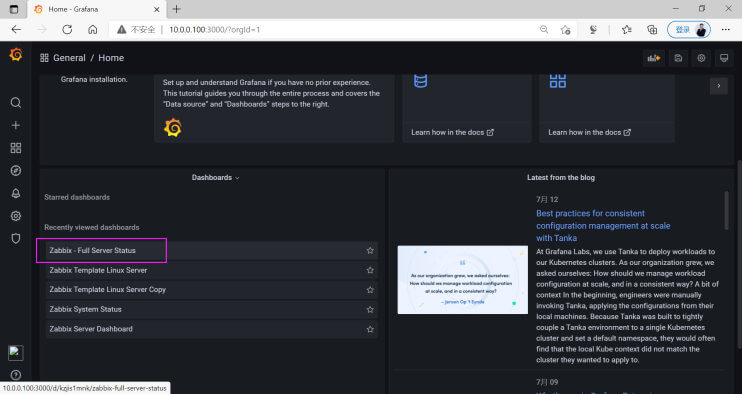 Home - Grafana
不安全
10.0.0.100:3000/?orgId=1
登录
General / Home
Grafana installation.
Set up and understand Grafana if you have no prior experience.
This tutorial guides you through the entire process and covers the
"Data source" and "Dashboards" steps to the right.
Learn how in the docs
Learn how in the docs
Dashboards
Starred dashboards
Recently viewed dashboards
Zabbix - Full Server Status
Zabbix Template Linux Server
Zabbix Template Linux Server Copy
Zabbix System Status
Zabbix Server Dashboard
Latest from the blog
7月 12
Best practices for consistent
configuration management at scale
with Tanka
As our organization grew, we asked ourselves:
How should we manage workload configuration
at scale, and in a consistent way?
At Grafana Labs, we use Tanka to deploy workloads to
our Kubernetes clusters. As our organization grew, we
asked ourselves: How should we manage workload
configuration at scale, and in a consistent way? A bit of
context In the beginning, engineers were manually
invoking Tanka, applying the configurations from their
local machines. Because Tanka was built to tightly
couple a Tanka environment to a single Kubernetes
cluster and set a default namespace, they would often
find that the local Kube context did not match the
cluster they wanted to apply to.
7月 09
10.0.0.100:3000/d/kzjis1mnk/zabbix-full-server-status